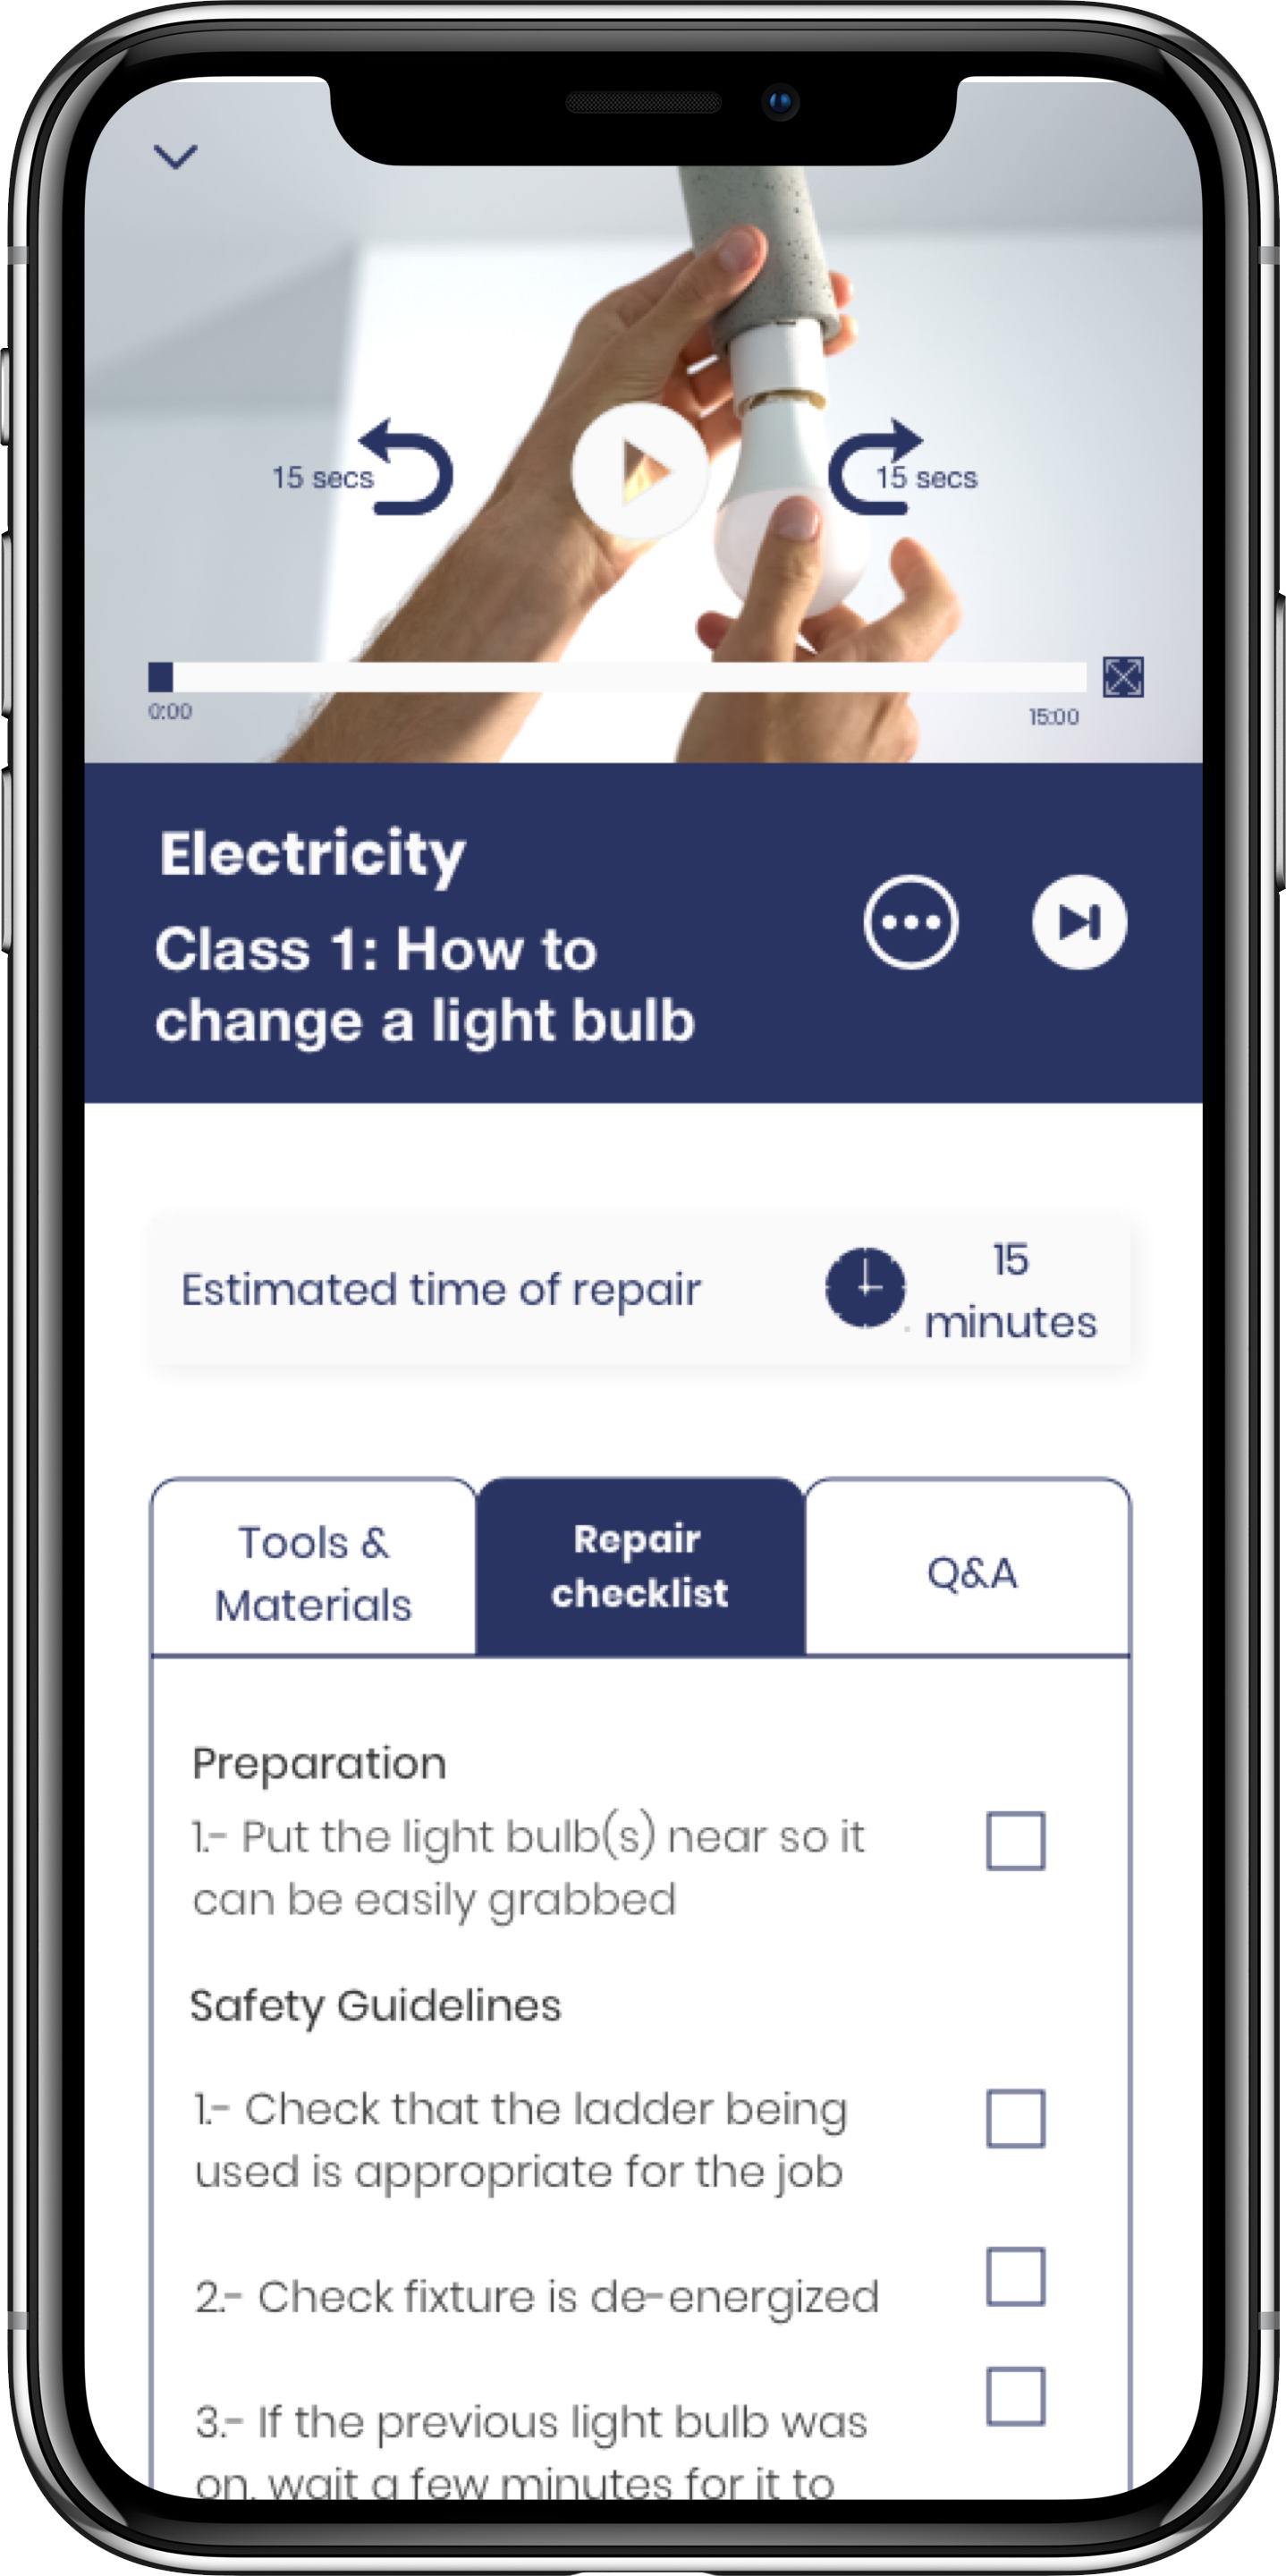 15 secs
15 secs
0:00
15:00
Electricity
Class 1: How to
change a light bulb
Estimated time of repair
15
minutes
Tools &
Materials
Repair
checklist
Q&A
Preparation
1.- Put the light bulb(s) near so it
can be easily grabbed
Safety Guidelines
1.- Check that the ladder being
used is appropriate for the job
2.- Check fixture is de-energized
3.- If the previous light bulb was
on, wait a few minutes for it to